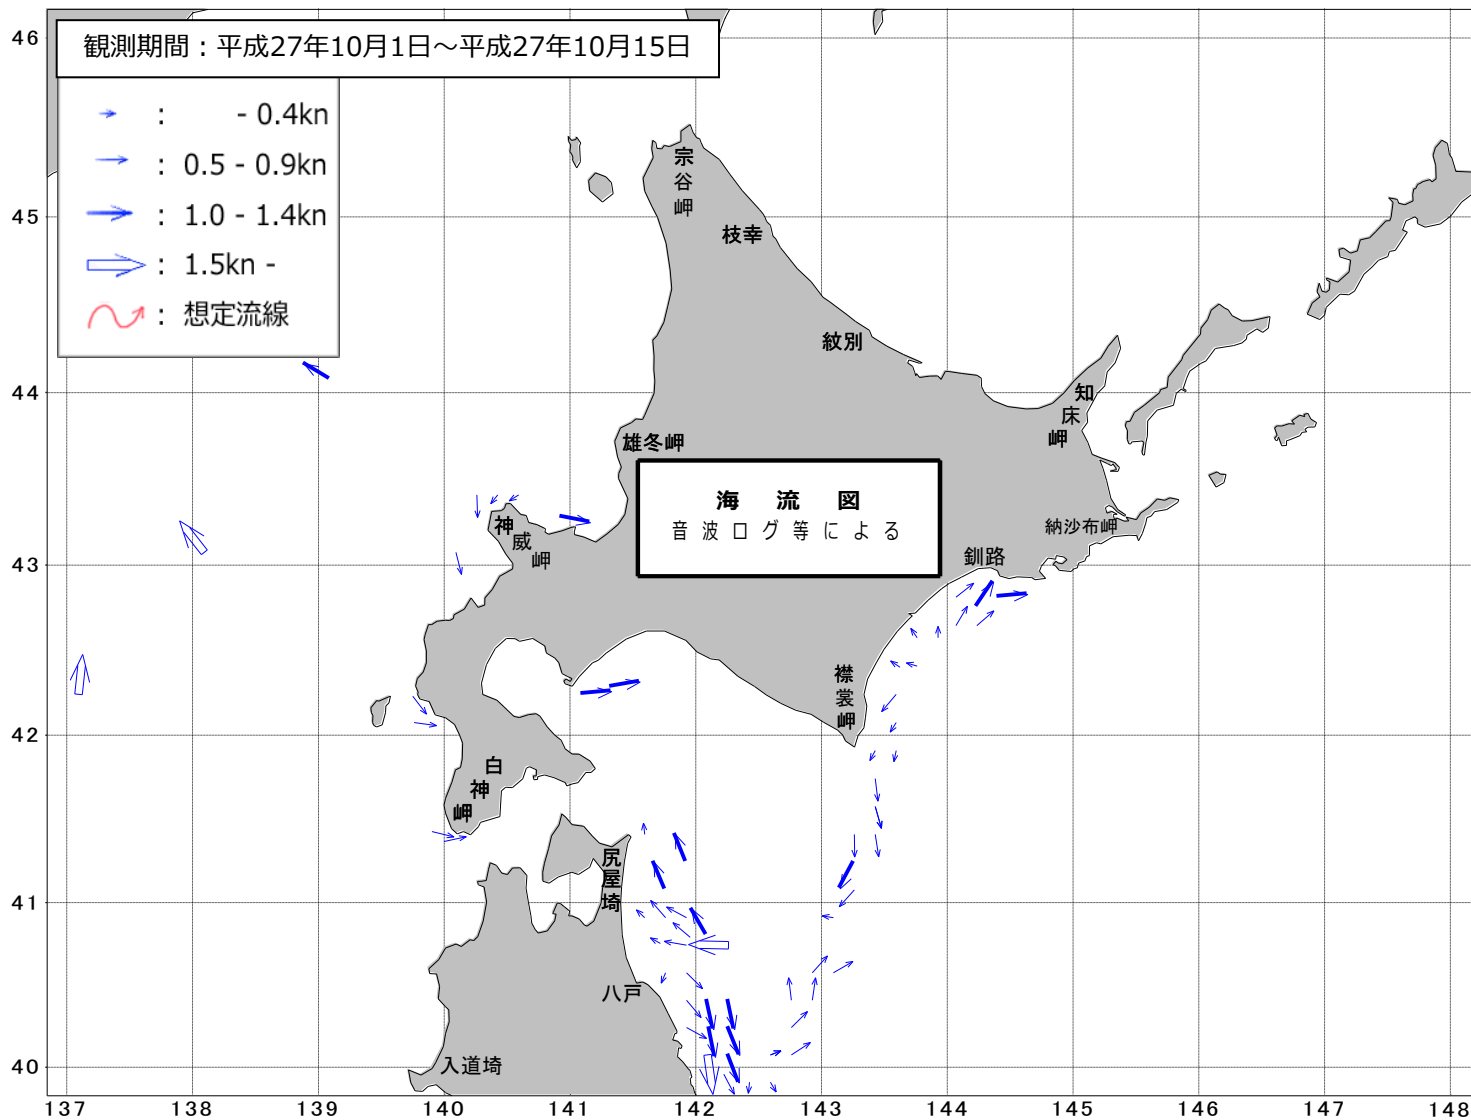 観測期間：平成27年10月1日～平成27年10月15日
： - 0.4kn
： 0.5 - 0.9kn
： 1.0 - 1.4kn
： 1.5kn -
： 想定流線
海 流 図
音 波 ロ グ 等 に よ る
宗谷岬
枝幸
紋別
知床岬
雄冬岬
納沙布岬
神威岬
釧路
襟裳岬
白神岬
尻屋埼
八戸
入道埼
46
45
44
43
42
41
40
137 138 139 140 141 142 143 144 145 146 147 148